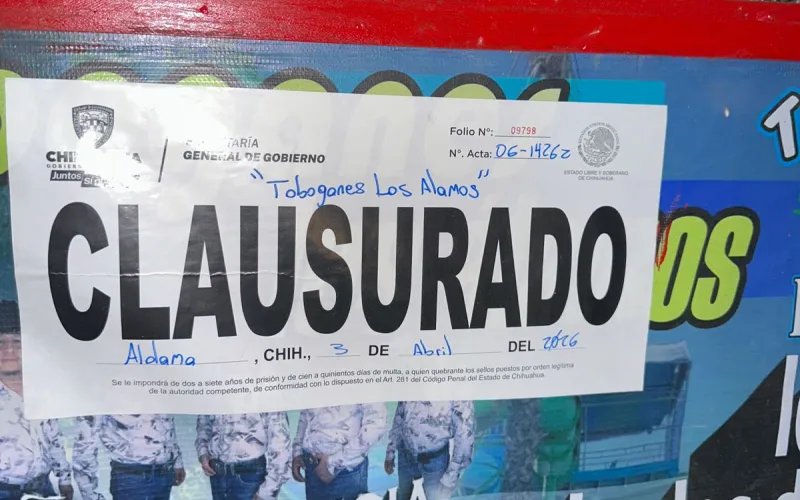 CHIHUAHUA
Juntos Sí
SECRETARÍA
GENERAL DE GOBIERNO
Folio N°: 09798
N°. Acta: 06-14262
ESTADO LIBRE Y SOBERANO
DE CHIHUAHUA
"Toboganes Los Alamos"
CLAUSURADO
Aldama, CHIH., 3 DE Abril DEL 2026
Se le impondrá de dos a siete años de prisión y de cien a quinientos días de multa, a quien quebrante los sellos puestos por orden legítima
de la autoridad competente, de conformidad con lo dispuesto en el Art. 281 del Código Penal del Estado de Chihuahua.
os